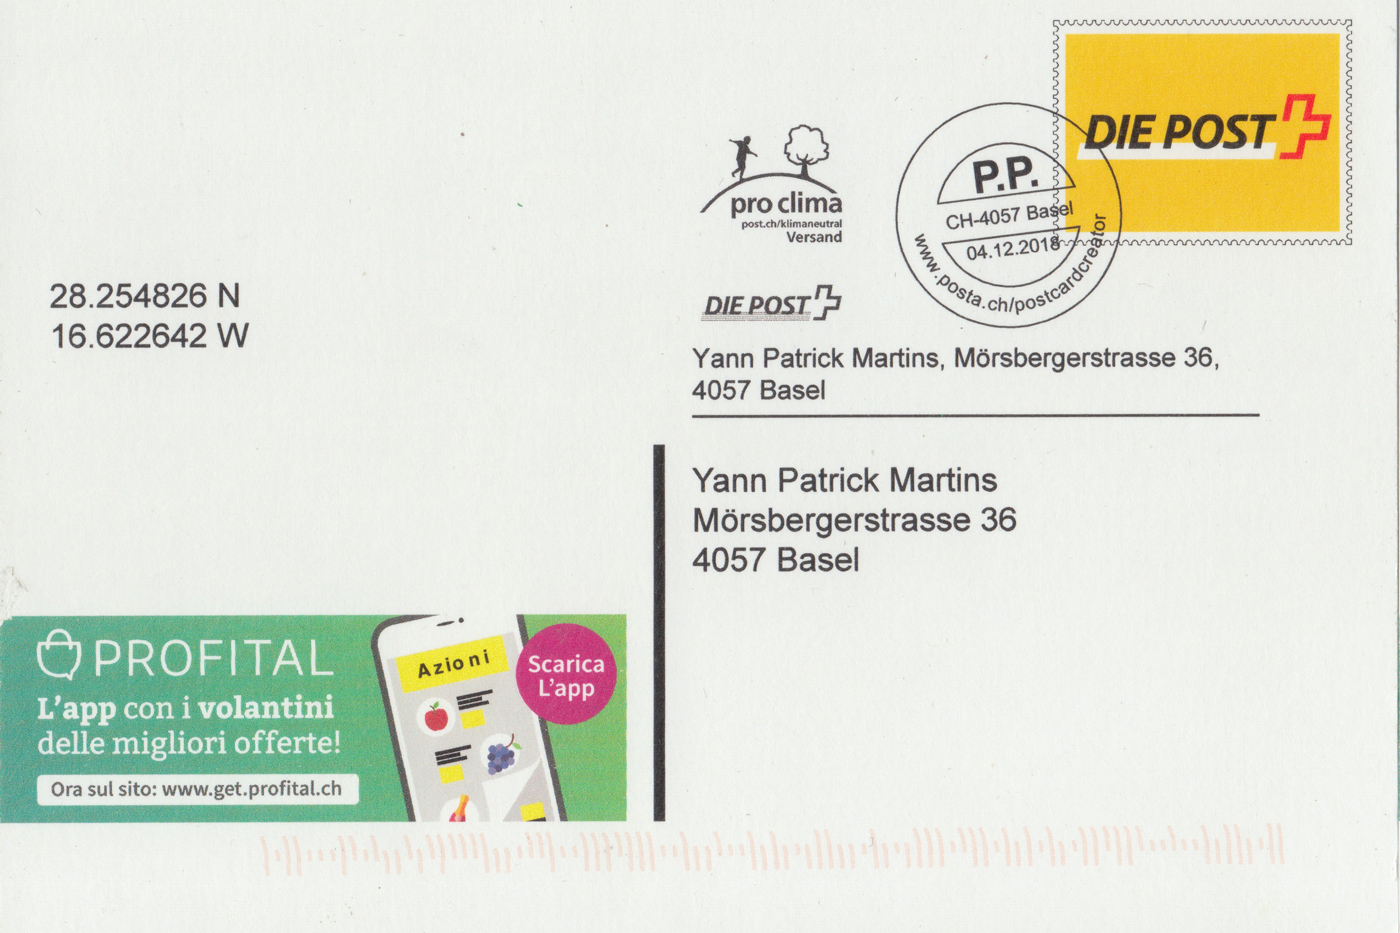 DIE POST
P.P.
CH-4057 Basel
04.12.2018
www.posta.ch/postcardcreator
pro clima
post.ch/klimaneutral
Versand
DIE POST
28.254826 N
16.622642 W
Yann Patrick Martins, Mörsbergerstrasse 36,
4057 Basel
Yann Patrick Martins
Mörsbergerstrasse 36
4057 Basel
PROFITAL
L'app con i volantini
delle migliori offerte!
Ora sul sito: www.get.profital.ch
Azioni
Scarica
L'app